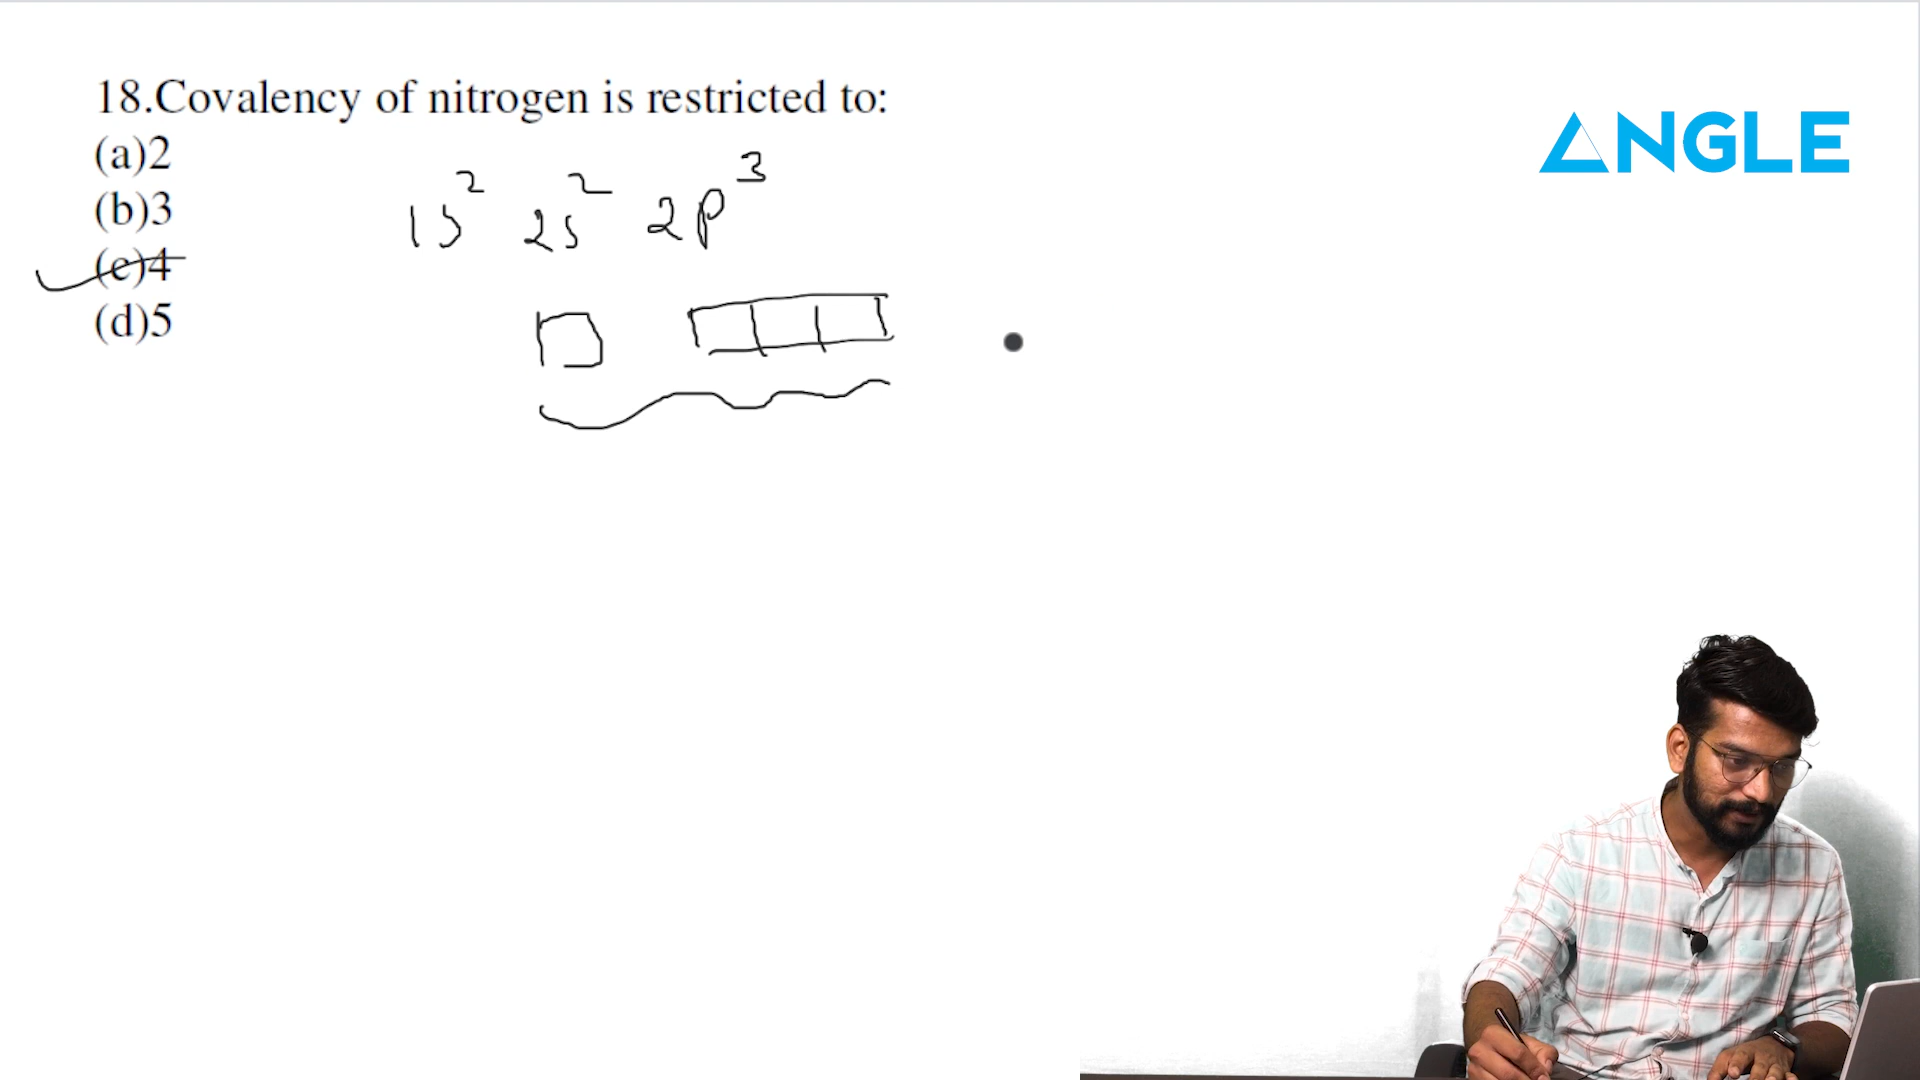 18.Covalency of nitrogen is restricted to:
(a)2
(b)3
(c)4
(d)5
1s² 2s² 2p³
ANGLE